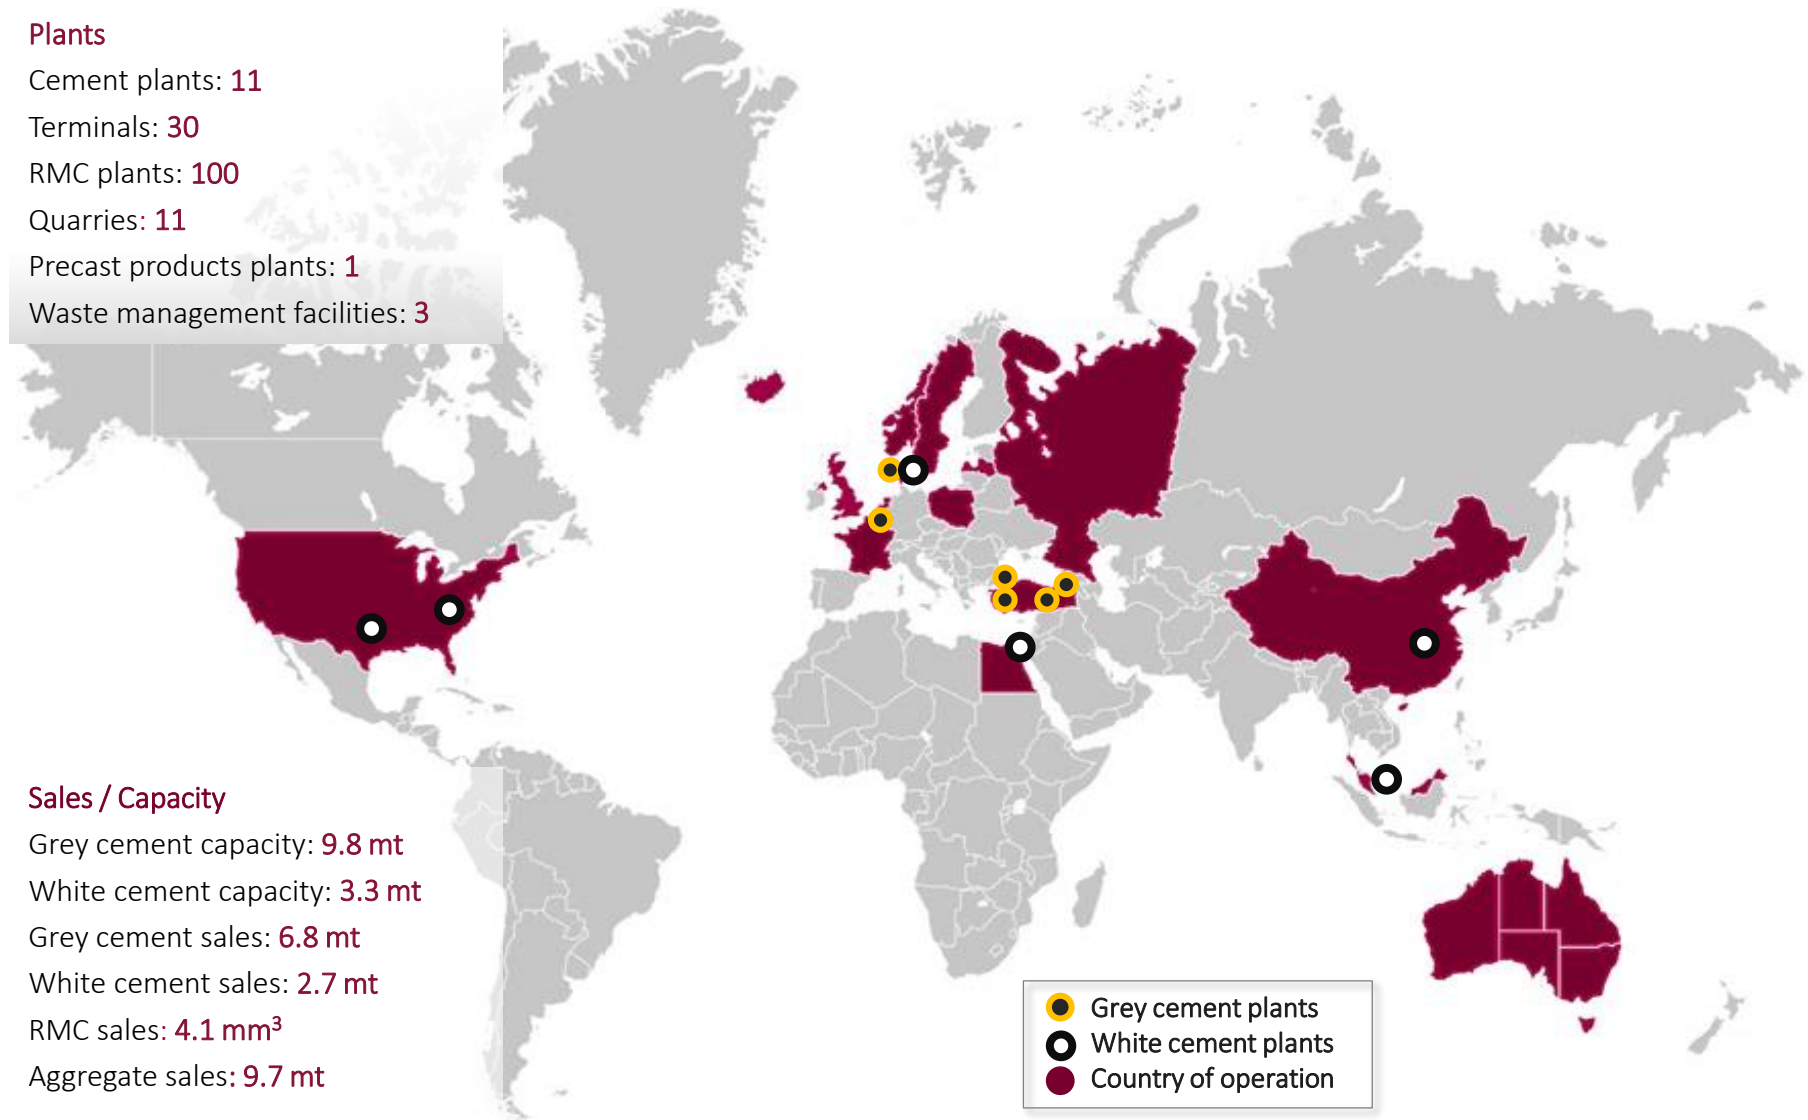 Plants
Cement plants: 11
Terminals: 30
RMC plants: 100
Quarries: 11
Precast products plants: 1
Waste management facilities: 3
Sales / Capacity
Grey cement capacity: 9.8 mt
White cement capacity: 3.3 mt
Grey cement sales: 6.8 mt
White cement sales: 2.7 mt
RMC sales: 4.1 mm³
Aggregate sales: 9.7 mt
Grey cement plants
White cement plants
Country of operation